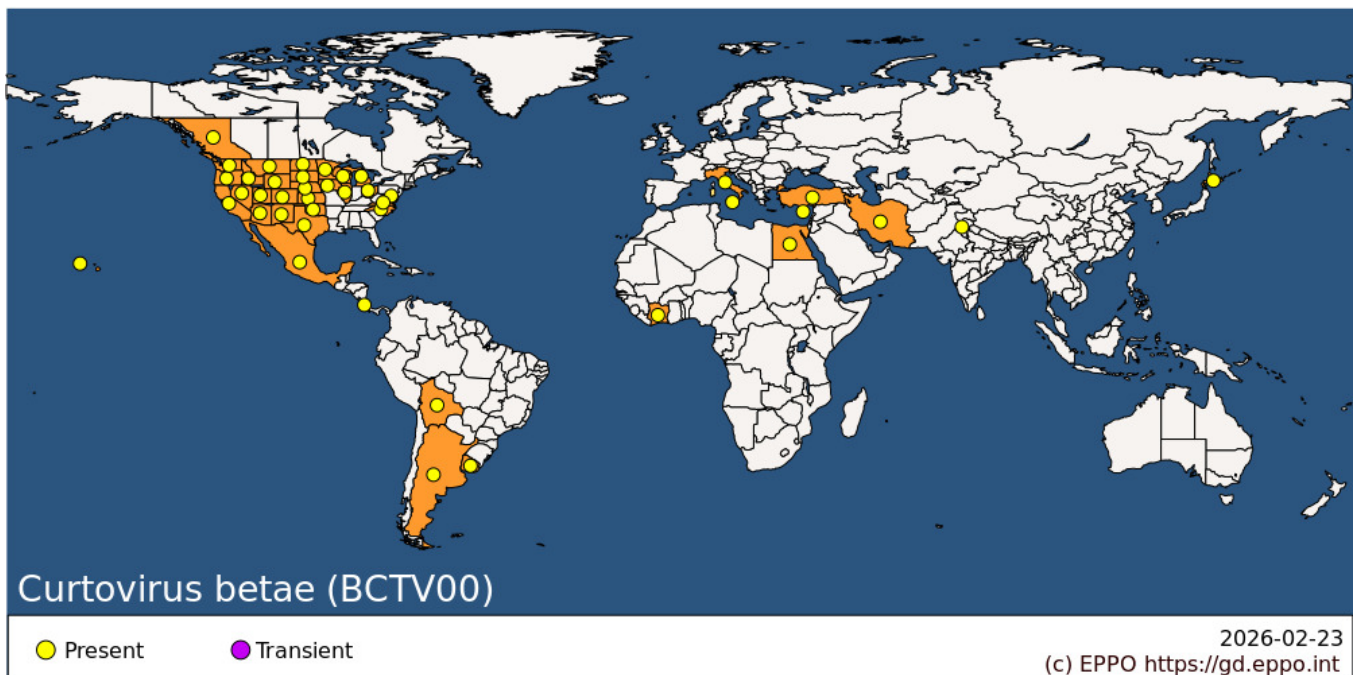 Curtovirus betae (BCTV00)
Present
Transient
2026-02-23
(c) EPPO https://gd.eppo.int